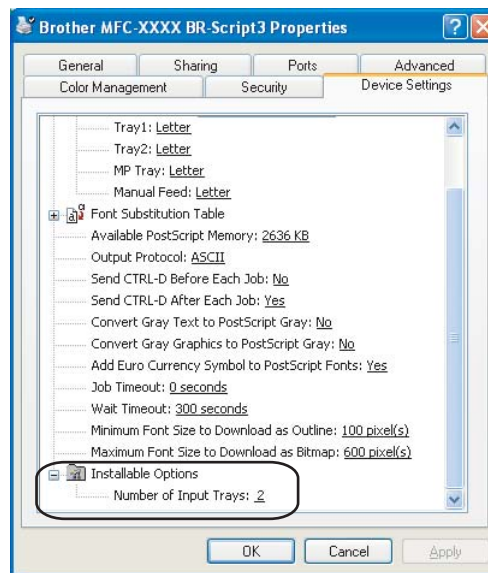 Brother MFC-XXXX BR-Script3 Properties
General Sharing Ports Advanced
Color Management Security Device Settings
Tray1: Letter
Tray2: Letter
MP Tray: Letter
Manual Feed: Letter
Font Substitution Table
Available PostScript Memory: 2636 KB
Output Protocol: ASCII
Send CTRL-D Before Each Job: No
Send CTRL-D After Each Job: Yes
Convert Gray Text to PostScript Gray: No
Convert Gray Graphics to PostScript Gray: No
Add Euro Currency Symbol to PostScript Fonts: Yes
Job Timeout: 0 seconds
Wait Timeout: 300 seconds
Minimum Font Size to Download as Outline: 100 pixel(s)
Maximum Font Size to Download as Bitmap: 600 pixel(s)
Installable Options
Number of Input Trays: 2
OK Cancel Apply